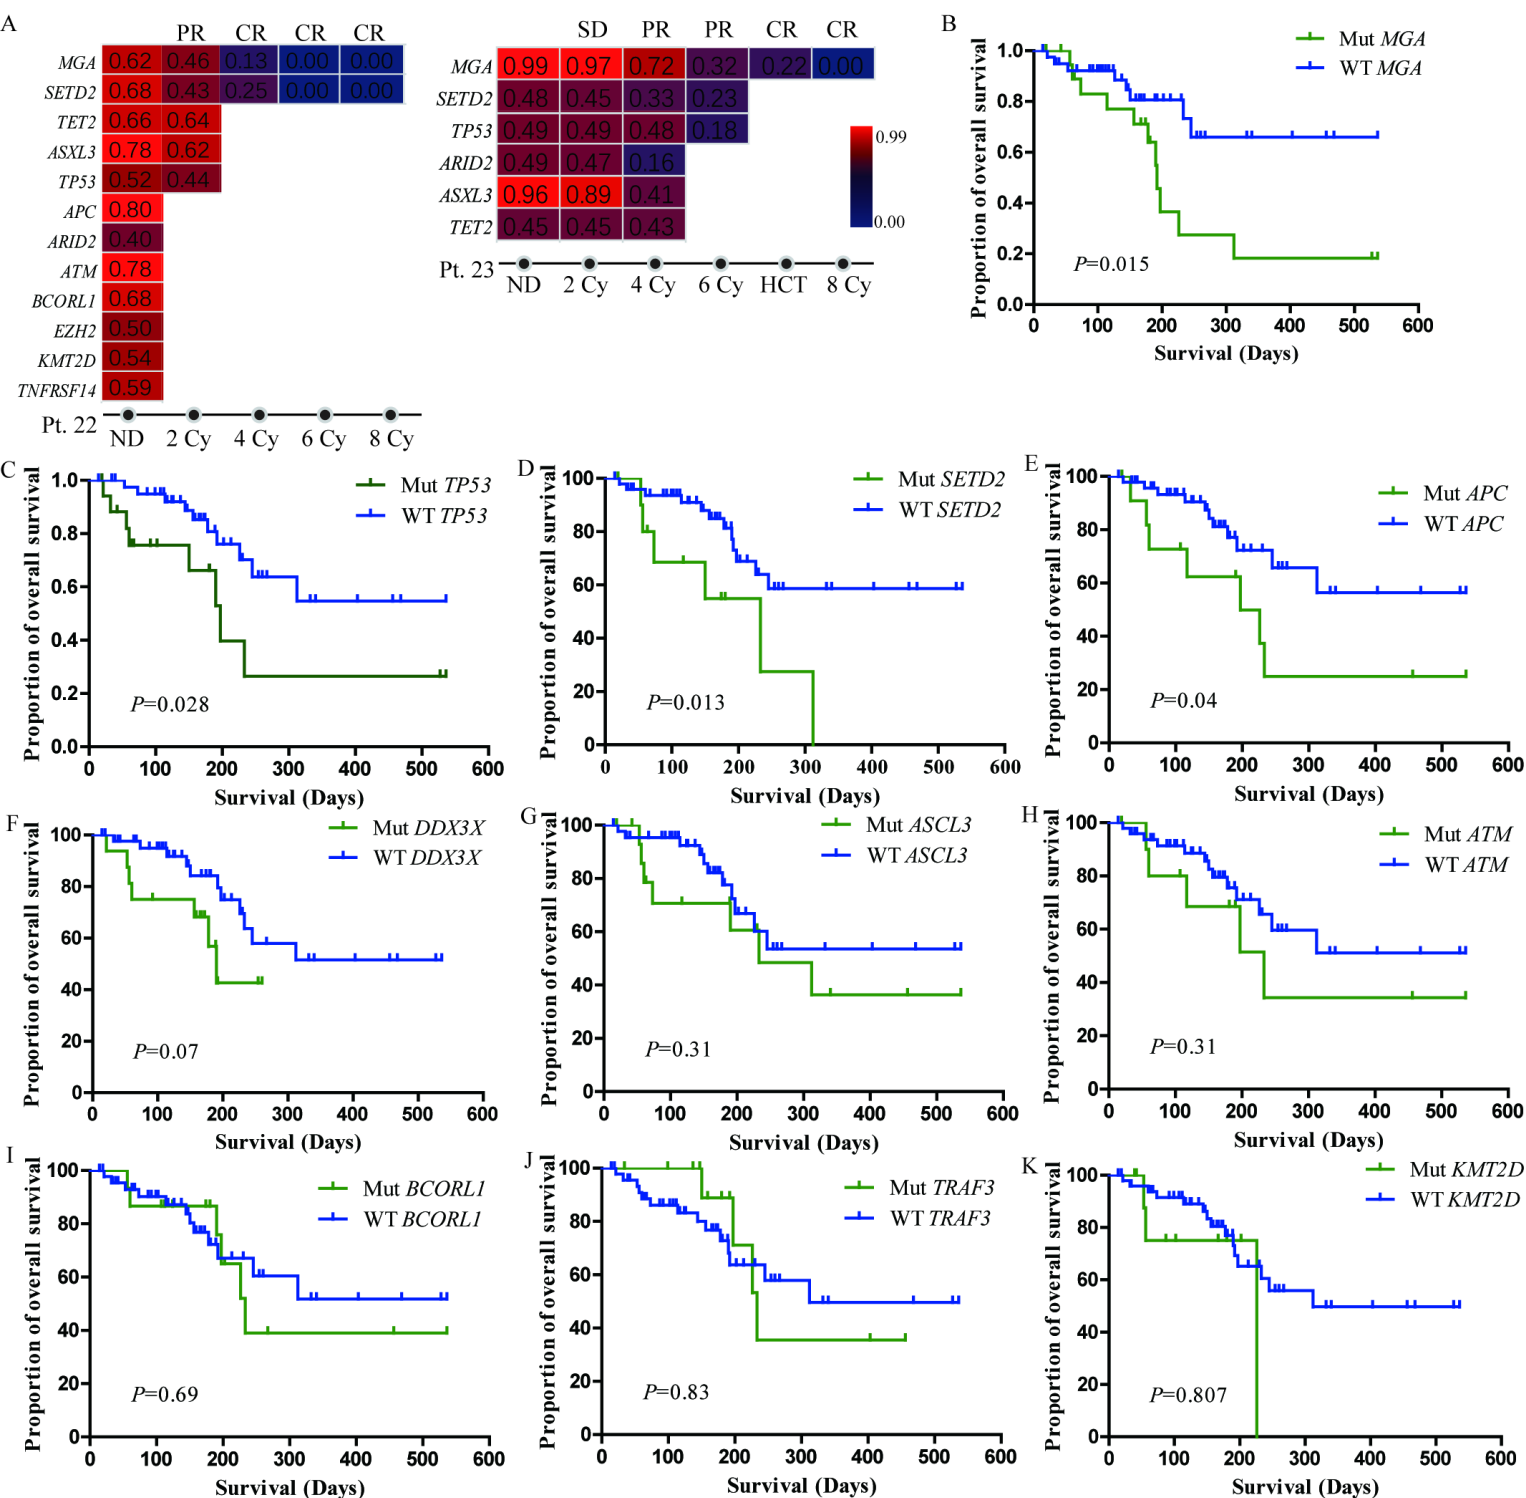 A
PR CR CR CR
MGA 0.62 0.46 0.13 0.00 0.00
SETD2 0.68 0.43 0.25 0.00 0.00
TET2 0.66 0.64
ASXL3 0.78 0.62
TP53 0.52 0.44
APC 0.80
ARID2 0.40
ATM 0.78
BCORL1 0.68
EZH2 0.50
KMT2D 0.54
TNFRSF14 0.59
Pt. 22
ND 2 Cy 4 Cy 6 Cy 8 Cy
SD PR PR CR CR
MGA 0.99 0.97 0.72 0.32 0.22 0.00
SETD2 0.48 0.45 0.33 0.23
TP53 0.49 0.49 0.48 0.18
ARID2 0.49 0.47 0.16
ASXL3 0.96 0.89 0.41
TET2 0.45 0.45 0.43
Pt. 23
ND 2 Cy 4 Cy 6 Cy HCT 8 Cy
0.99
0.00
B
Mut MGA
WT MGA
Proportion of overall survival
1.0
0.8
0.6
0.4
0.2
0.0
P=0.015
0 100 200 300 400 500 600
Survival (Days)
C
Mut TP53
WT TP53
Proportion of overall survival
1.0
0.8
0.6
0.4
0.2
0.0
P=0.028
0 100 200 300 400 500 600
Survival (Days)
D
Mut SETD2
WT SETD2
Proportion of overall survival
100
80
60
40
20
0
P=0.013
0 100 200 300 400 500 600
Survival (Days)
E
Mut APC
WT APC
Proportion of overall survival
100
80
60
40
20
0
P=0.04
0 100 200 300 400 500 600
Survival (Days)
F
Mut DDX3X
WT DDX3X
Proportion of overall survival
100
80
60
40
20
0
P=0.07
0 100 200 300 400 500 600
Survival (Days)
G
Mut ASCL3
WT ASCL3
Proportion of overall survival
100
80
60
40
20
0
P=0.31
0 100 200 300 400 500 600
Survival (Days)
H
Mut ATM
WT ATM
Proportion of overall survival
100
80
60
40
20
0
P=0.31
0 100 200 300 400 500 600
Survival (Days)
I
Mut BCORL1
WT BCORL1
Proportion of overall survival
100
80
60
40
20
0
P=0.69
0 100 200 300 400 500 600
Survival (Days)
J
Mut TRAF3
WT TRAF3
Proportion of overall survival
100
80
60
40
20
0
P=0.83
0 100 200 300 400 500 600
Survival (Days)
K
Mut KMT2D
WT KMT2D
Proportion of overall survival
100
80
60
40
20
0
P=0.807
0 100 200 300 400 500 600
Survival (Days)